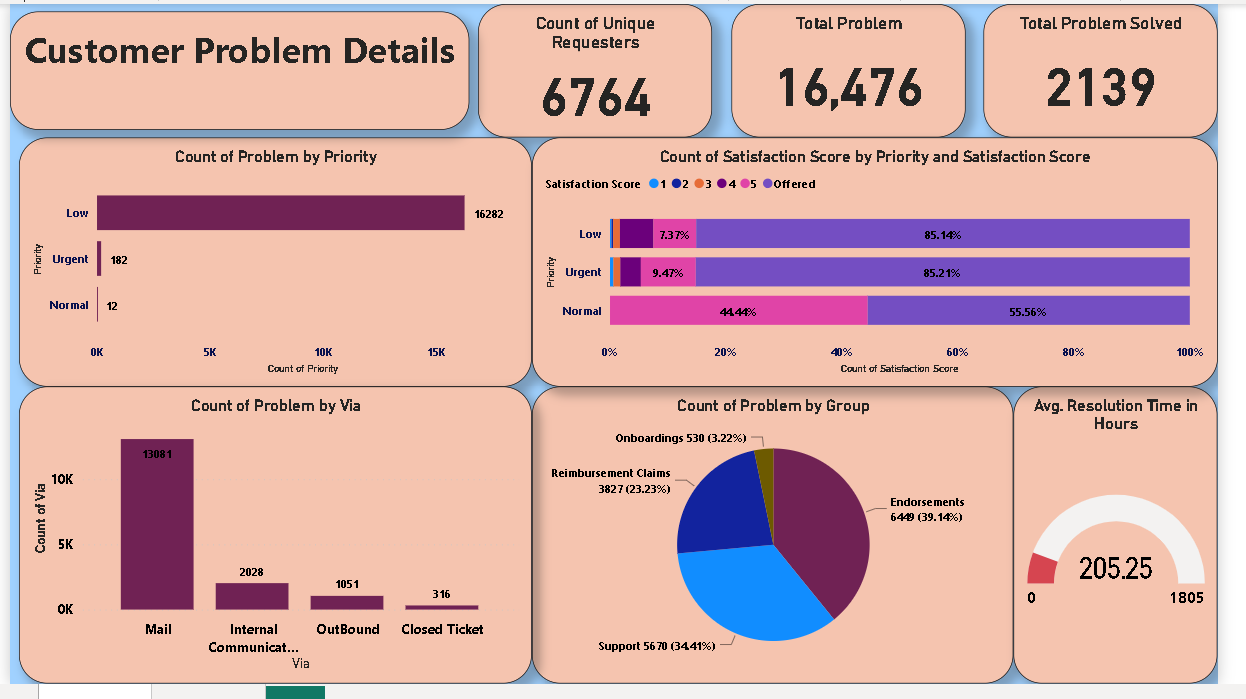 Customer Problem Details
Count of Unique
Requesters
6764
Total Problem
16,476
Total Problem Solved
2139
Count of Problem by Priority
Priority
Low
16282
Urgent
182
Normal
12
0K 5K 10K 15K
Count of Priority
Count of Satisfaction Score by Priority and Satisfaction Score
Satisfaction Score 1 2 3 4 5 Offered
Priority
Low
7.37%
85.14%
Urgent
9.47%
85.21%
Normal
44.44%
55.56%
0% 20% 40% 60% 80% 100%
Count of Satisfaction Score
Count of Problem by Via
Count of Via
10K
5K
0K
13081
2028
1051
316
Mail
Internal
Communicat...
OutBound
Closed Ticket
Via
Count of Problem by Group
Onboardings 530 (3.22%)
Reimbursement Claims
3827 (23.23%)
Endorsements
6449 (39.14%)
Support 5670 (34.41%)
Avg. Resolution Time in
Hours
205.25
0
1805